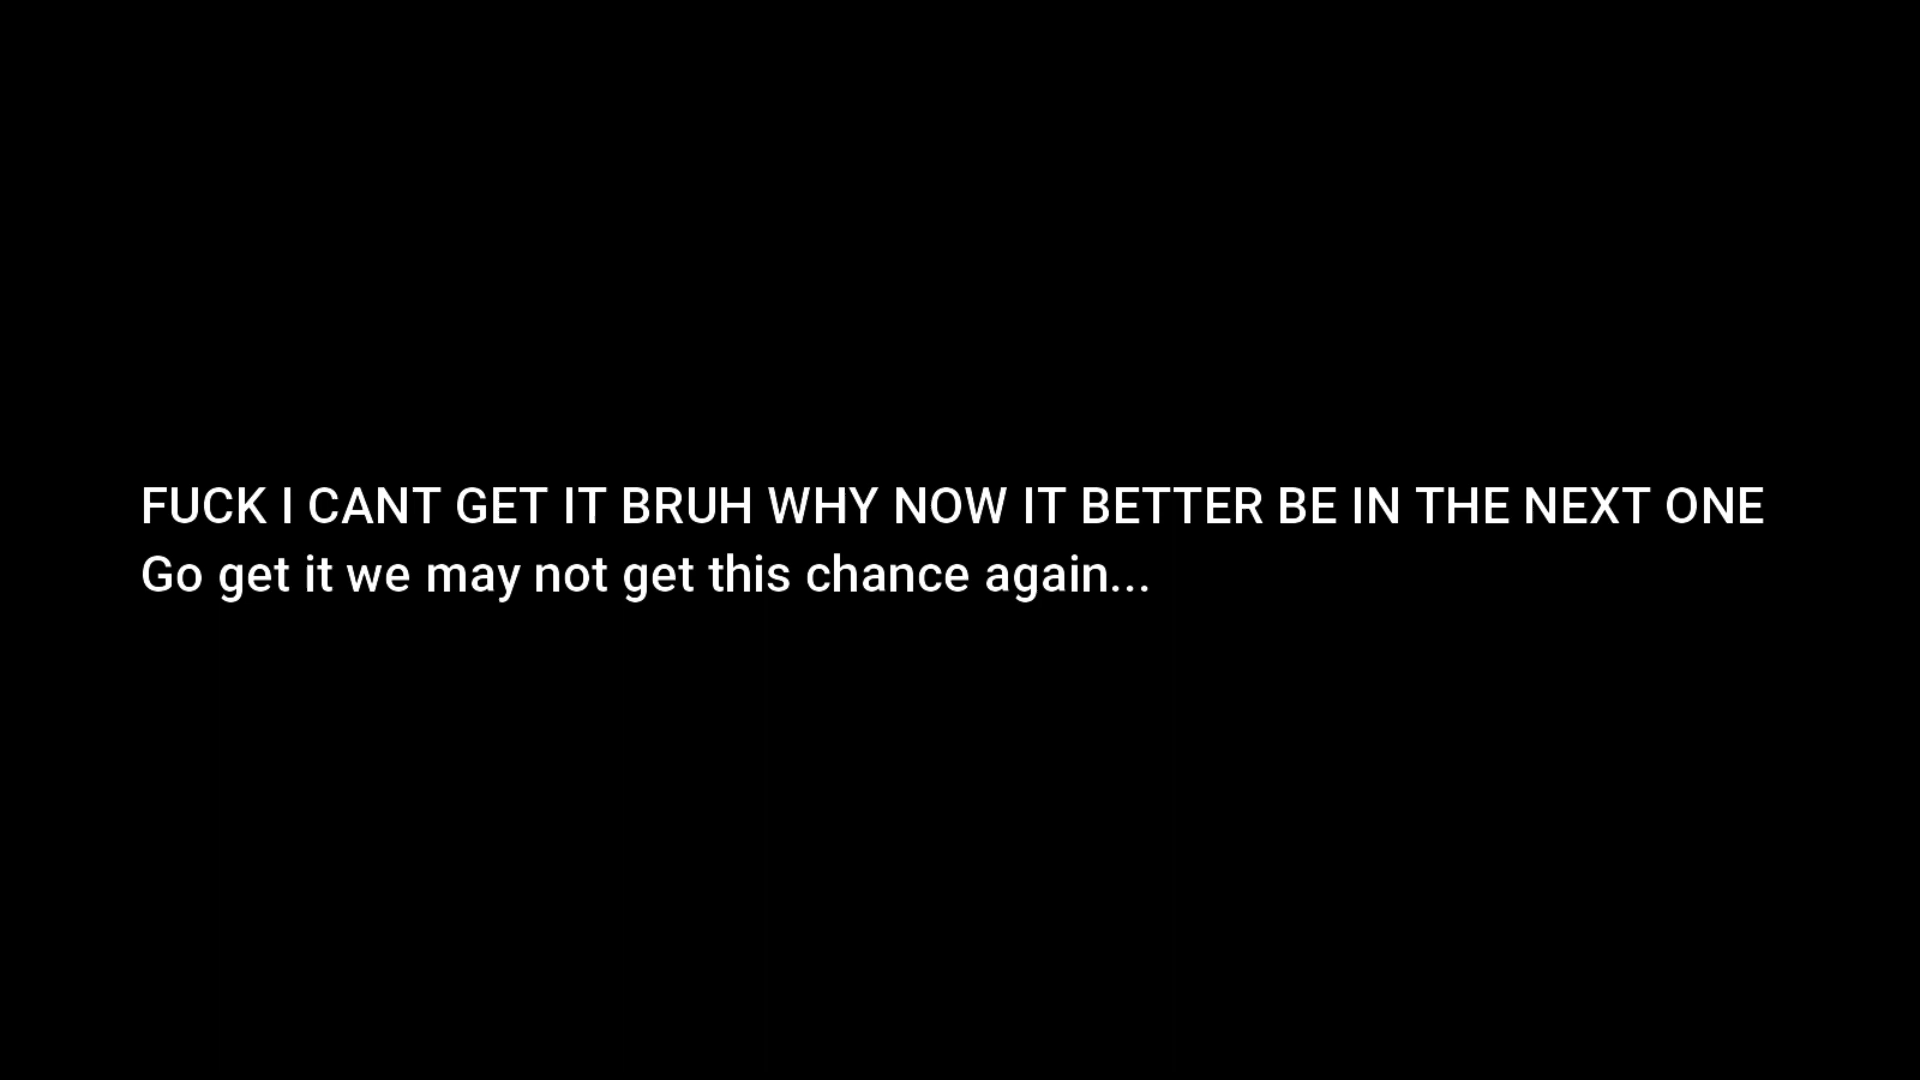 FUCK I CANT GET IT BRUH WHY NOW IT BETTER BE IN THE NEXT ONE
Go get it we may not get this chance again...